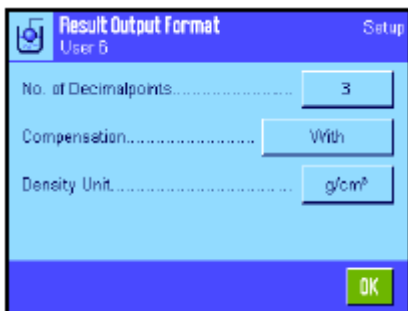 Result Output Format
Setup
User 6
No. of Decimalpoints.......................... 3
Compensation............................ With
Density Unit....................................... g/cm³
OK